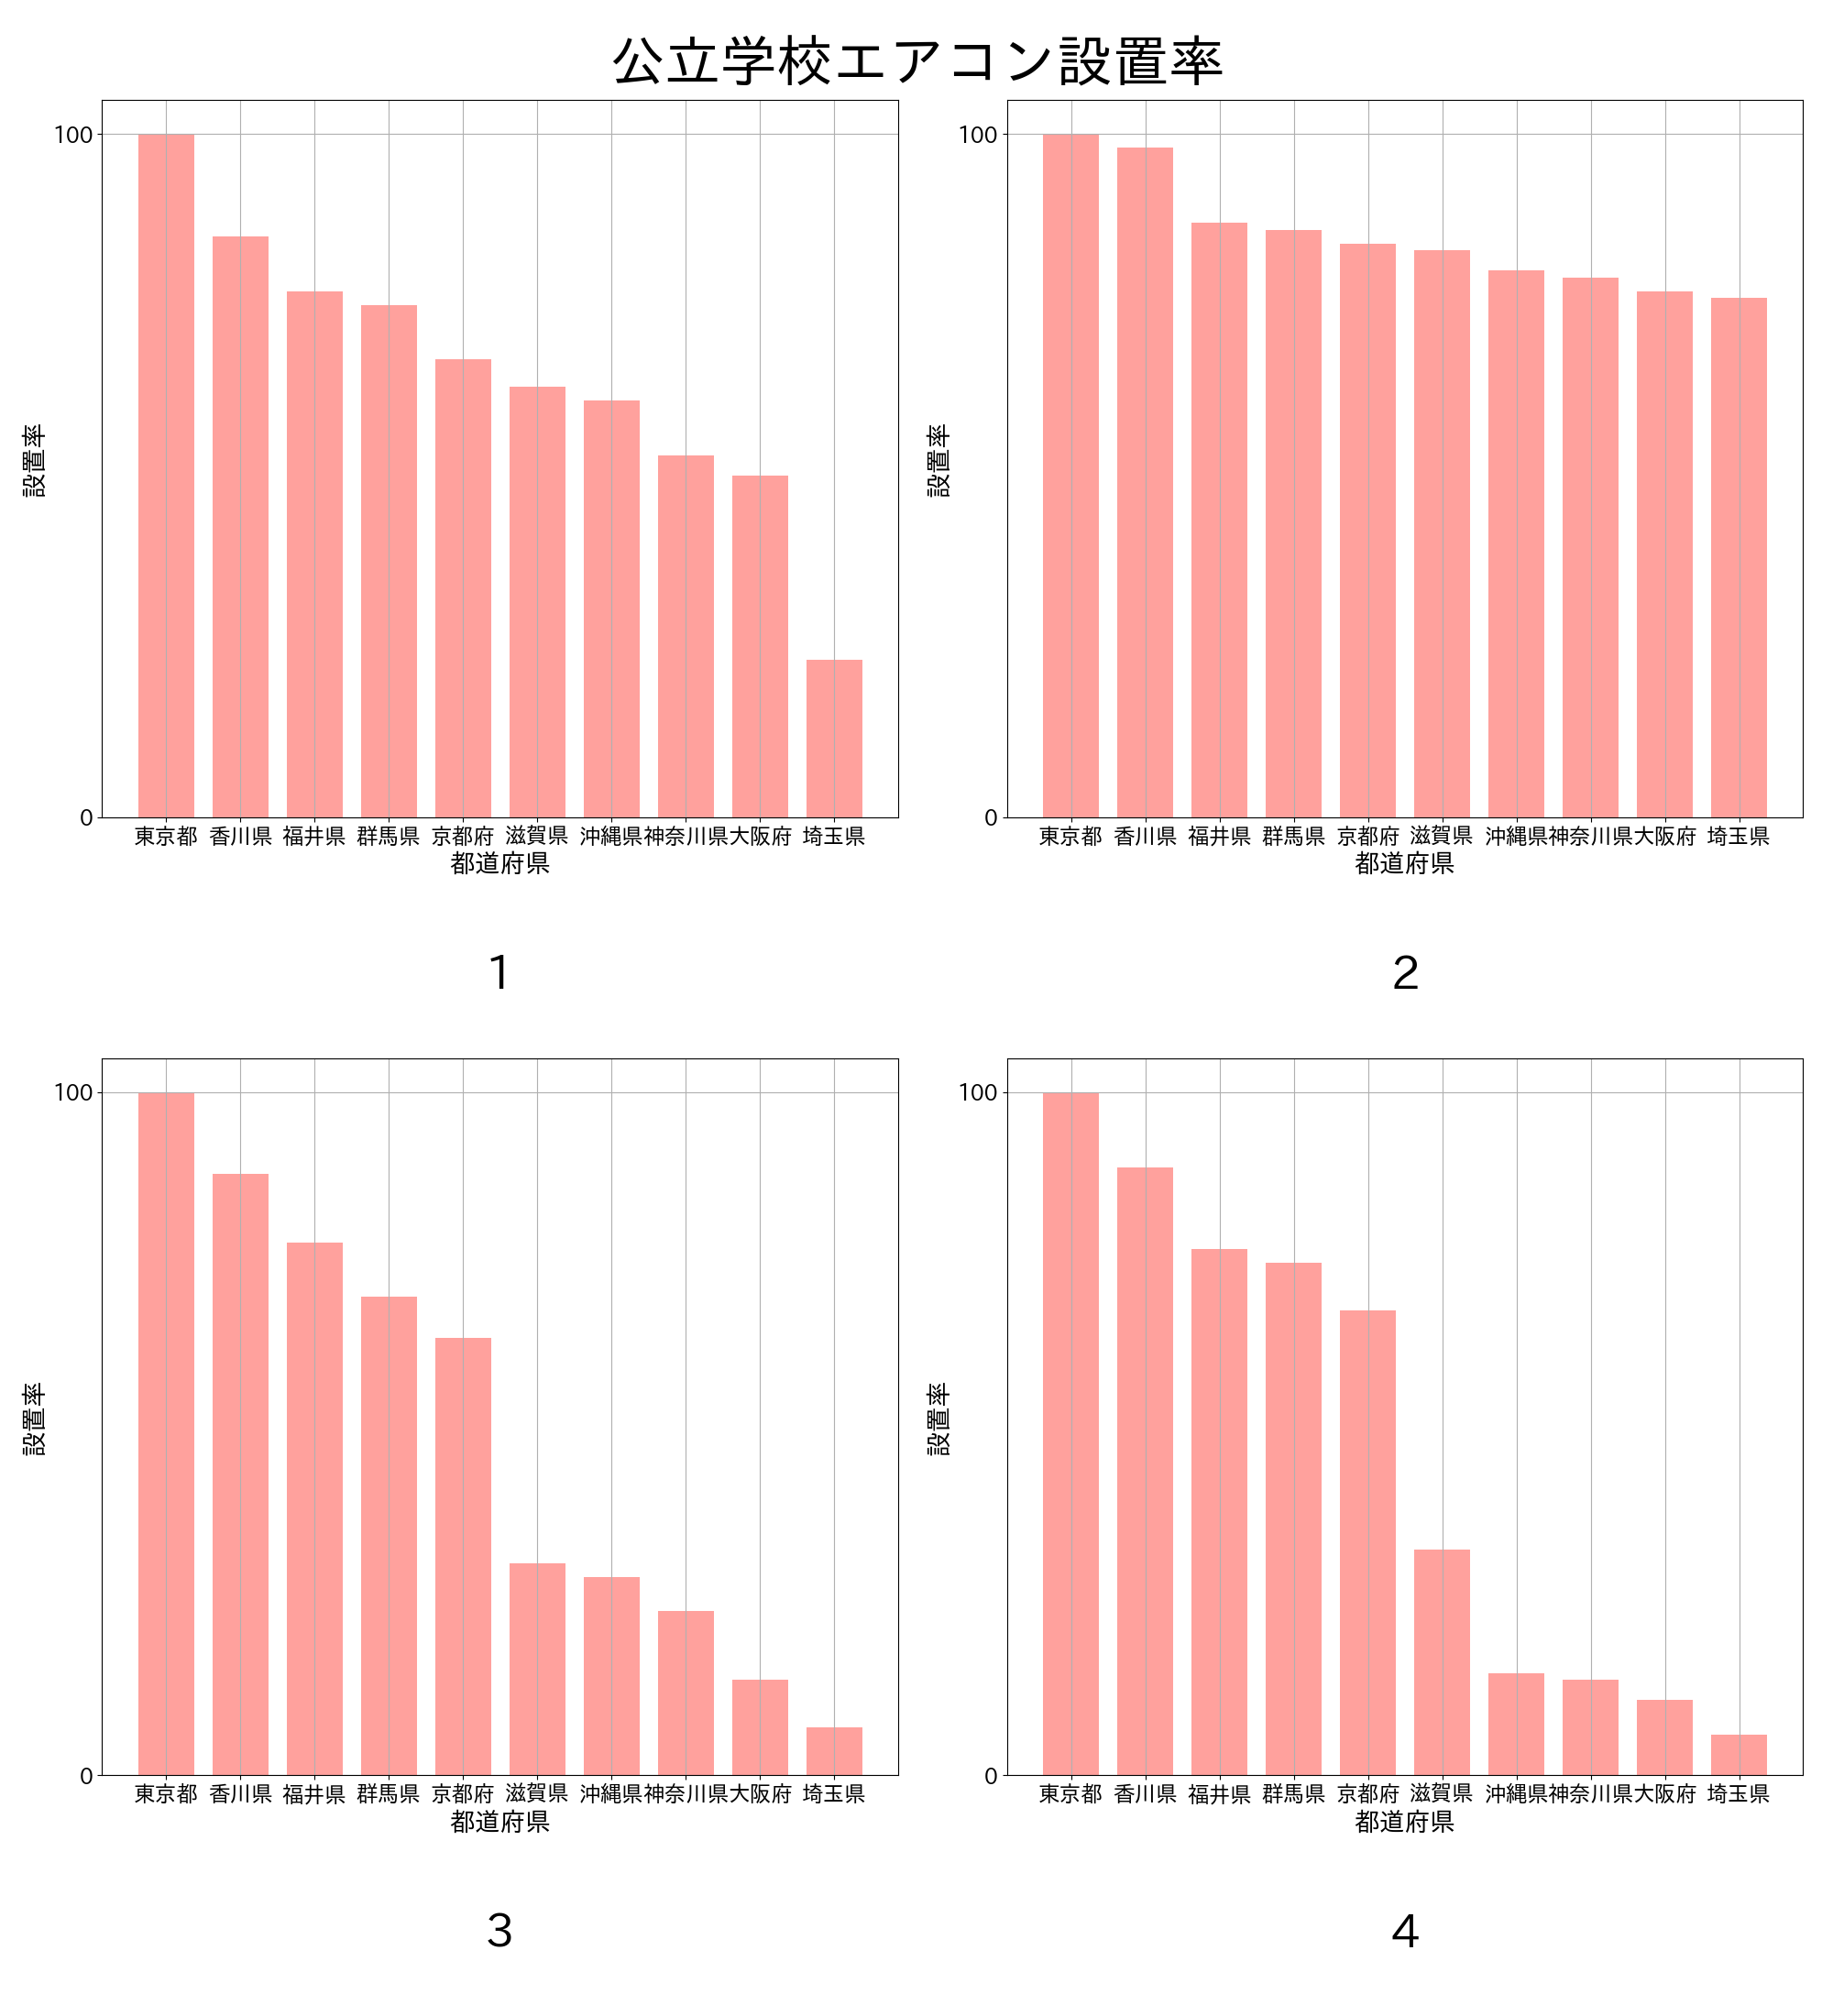 公立学校エアコン設置率
100
0
設置率
東京都 香川県 福井県 群馬県 京都府 滋賀県 沖縄県 神奈川県 大阪府 埼玉県
都道府県
1
100
0
設置率
東京都 香川県 福井県 群馬県 京都府 滋賀県 沖縄県 神奈川県 大阪府 埼玉県
都道府県
2
100
0
設置率
東京都 香川県 福井県 群馬県 京都府 滋賀県 沖縄県 神奈川県 大阪府 埼玉県
都道府県
3
100
0
設置率
東京都 香川県 福井県 群馬県 京都府 滋賀県 沖縄県 神奈川県 大阪府 埼玉県
都道府県
4